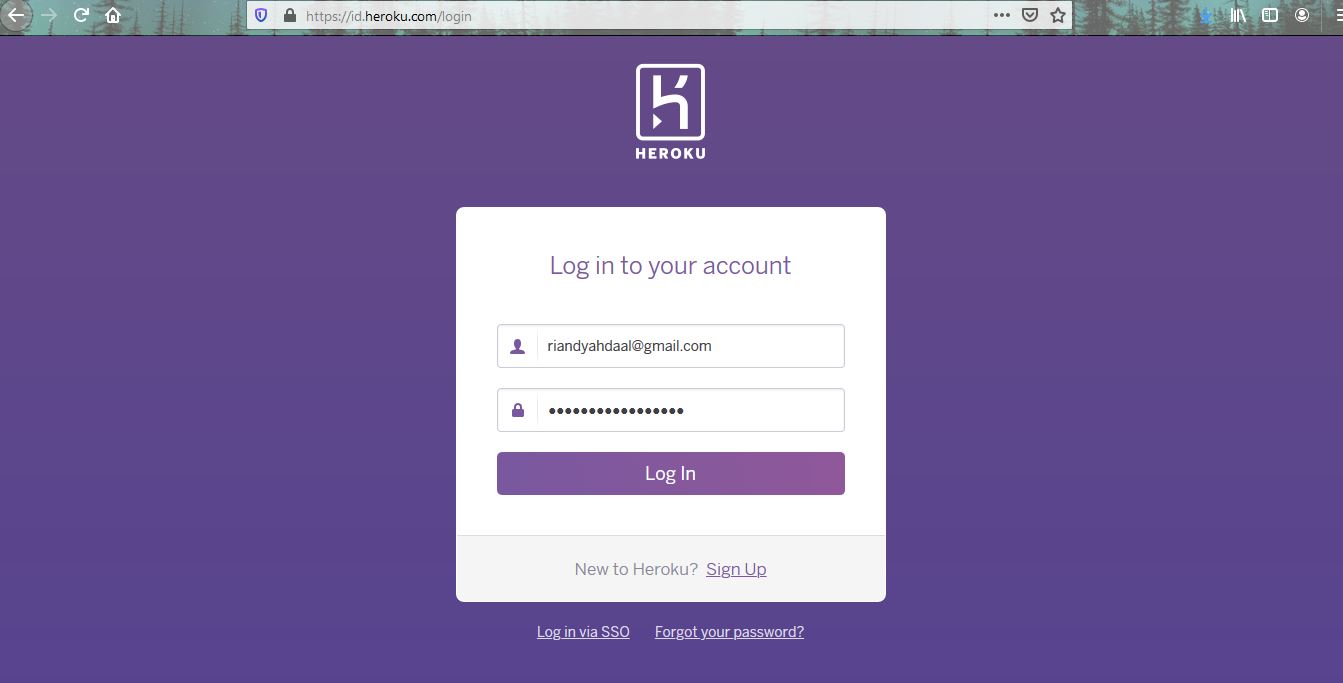 https://id.heroku.com/login
HEROKU
Log in to your account
riandyahdaal@gmail.com
•••••••••••••••••
Log In
New to Heroku? Sign Up
Log in via SSO Forgot your password?